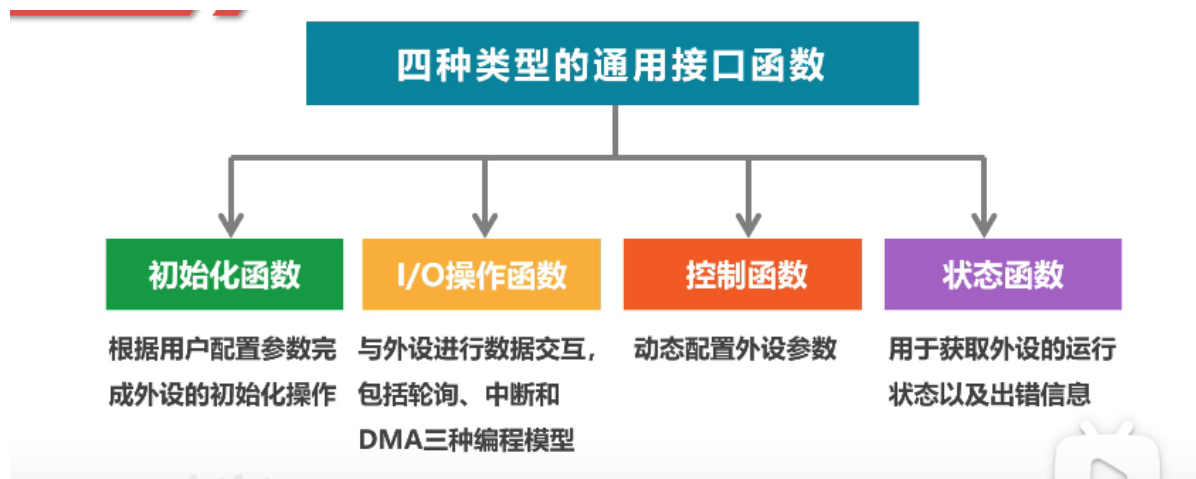 四种类型的通用接口函数
初始化函数
根据用户配置参数完
成外设的初始化操作
I/O操作函数
与外设进行数据交互，
包括轮询、中断和
DMA三种编程模型
控制函数
动态配置外设参数
状态函数
用于获取外设的运行
状态以及出错信息